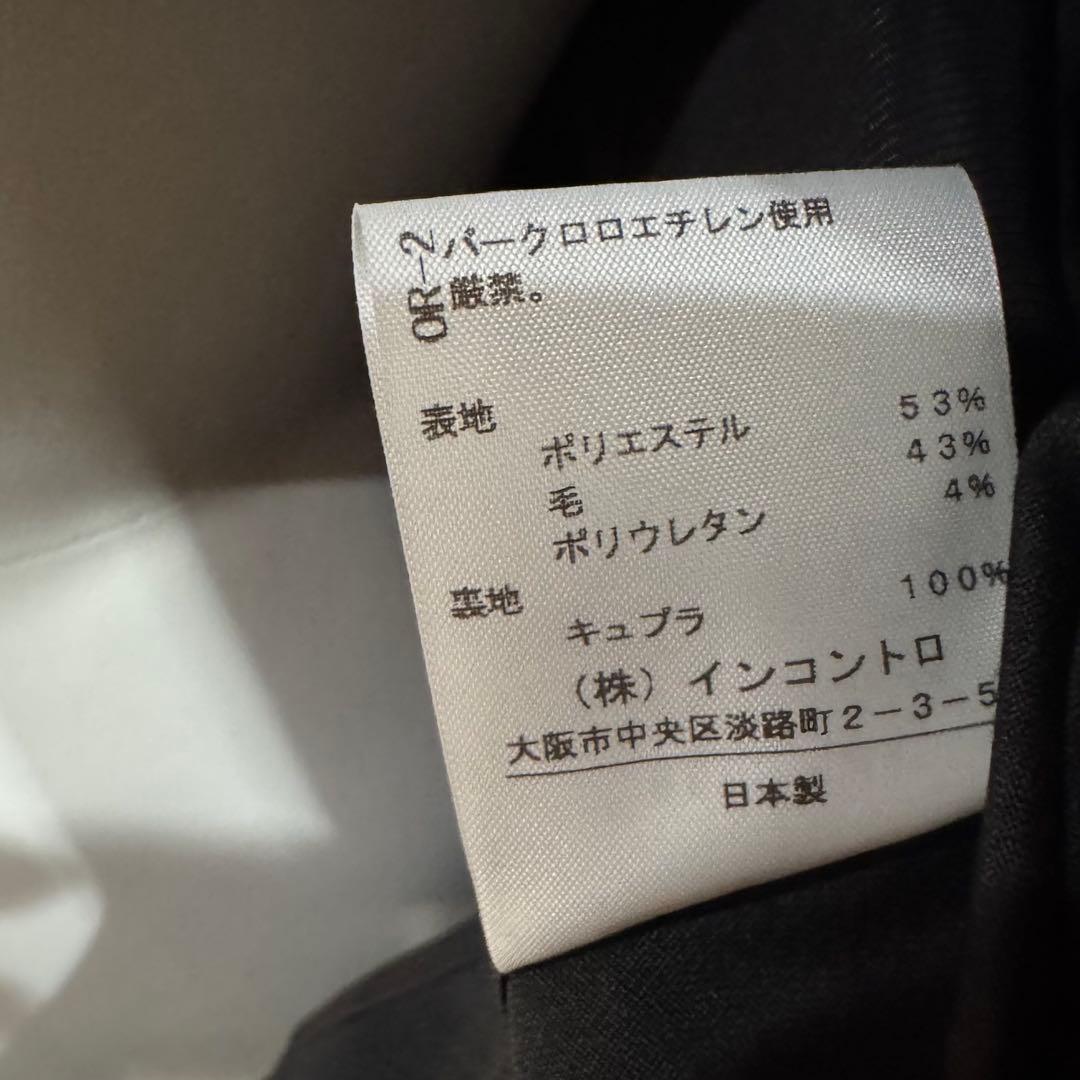 OR-2
パークロロエチレン使用
厳禁。
表地
ポリエステル 53%
毛 43%
ポリウレタン 4%
裏地
キュプラ 100%
(株)インコントロ
大阪市中央区淡路町2-3-5
日本製